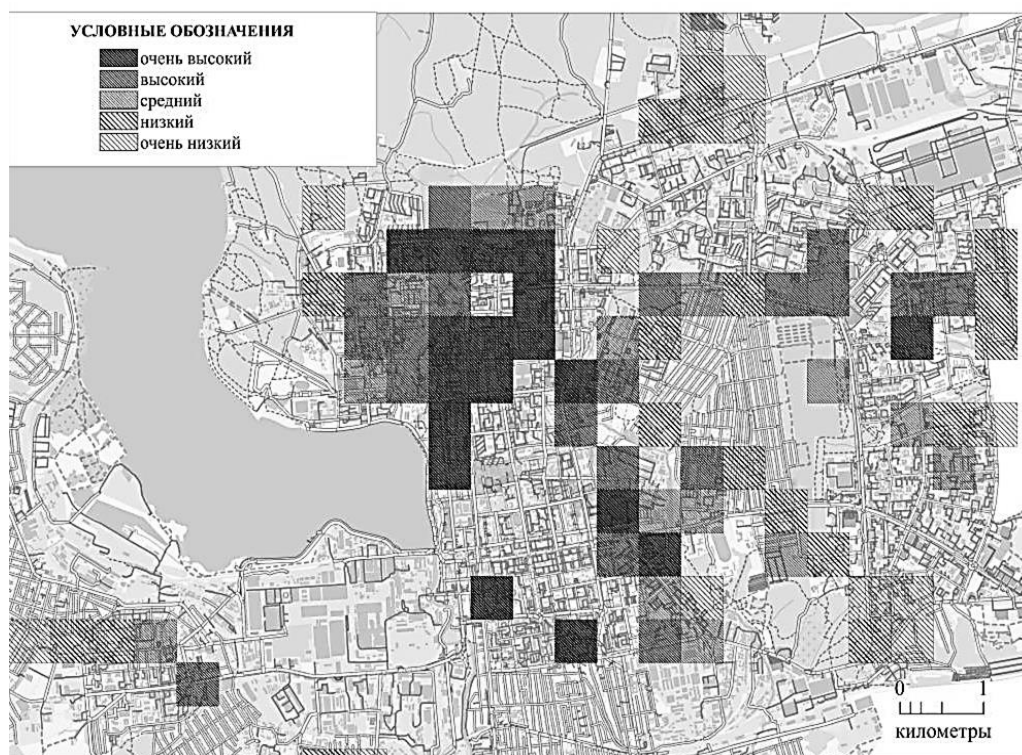 УСЛОВНЫЕ ОБОЗНАЧЕНИЯ
очень высокий
высокий
средний
низкий
очень низкий
0 1
километры